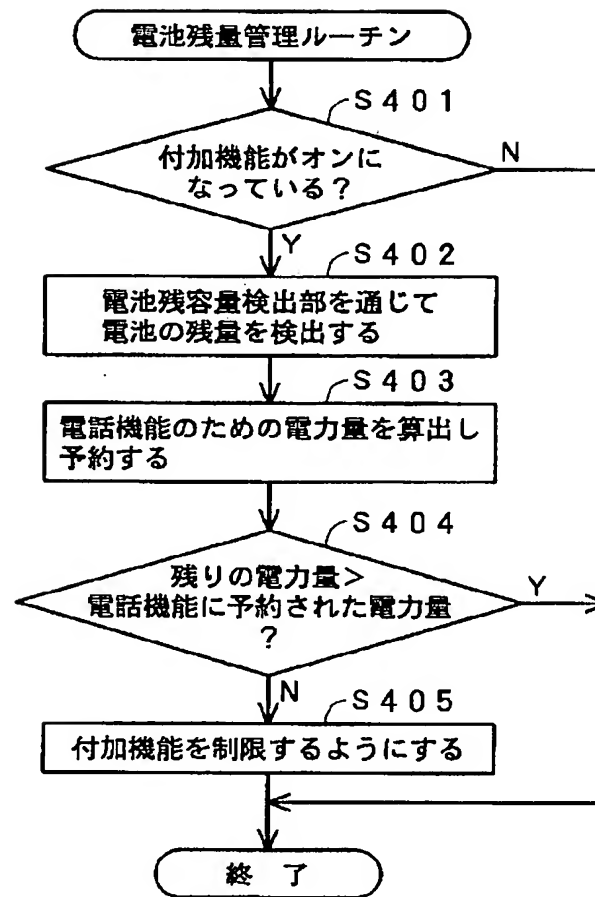 電池残量管理ルーチン
S401
付加機能がオンに
なっている？
N
Y
S402
電池残容量検出部を通じて
電池の残量を検出する
S403
電話機能のための電力量を算出し
予約する
S404
残りの電力量＞
電話機能に予約された電力量
？
Y
N
S405
付加機能を制限するようにする
終了